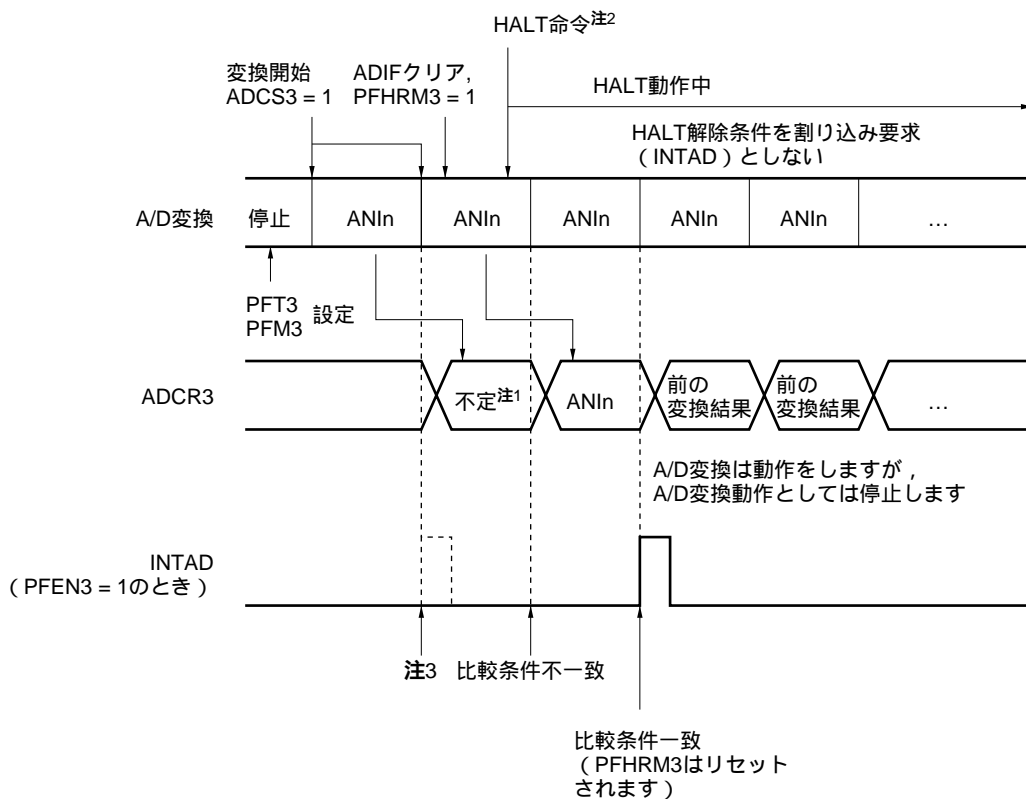 HALT命令注2
変換開始
ADCS3 = 1
ADIFクリア,
PFHRM3 = 1
HALT動作中
HALT解除条件を割り込み要求
（INTAD）としない
A/D変換
停止
ANIn
ANIn
ANIn
ANIn
ANIn
…
PFT3
PFM3
設定
ADCR3
不定注1
ANIn
前の
変換結果
前の
変換結果
…
A/D変換は動作をしますが，
A/D変換動作としては停止します
INTAD
（PFEN3 = 1のとき）
注3
比較条件不一致
比較条件一致
（PFHRM3はリセット
されます）